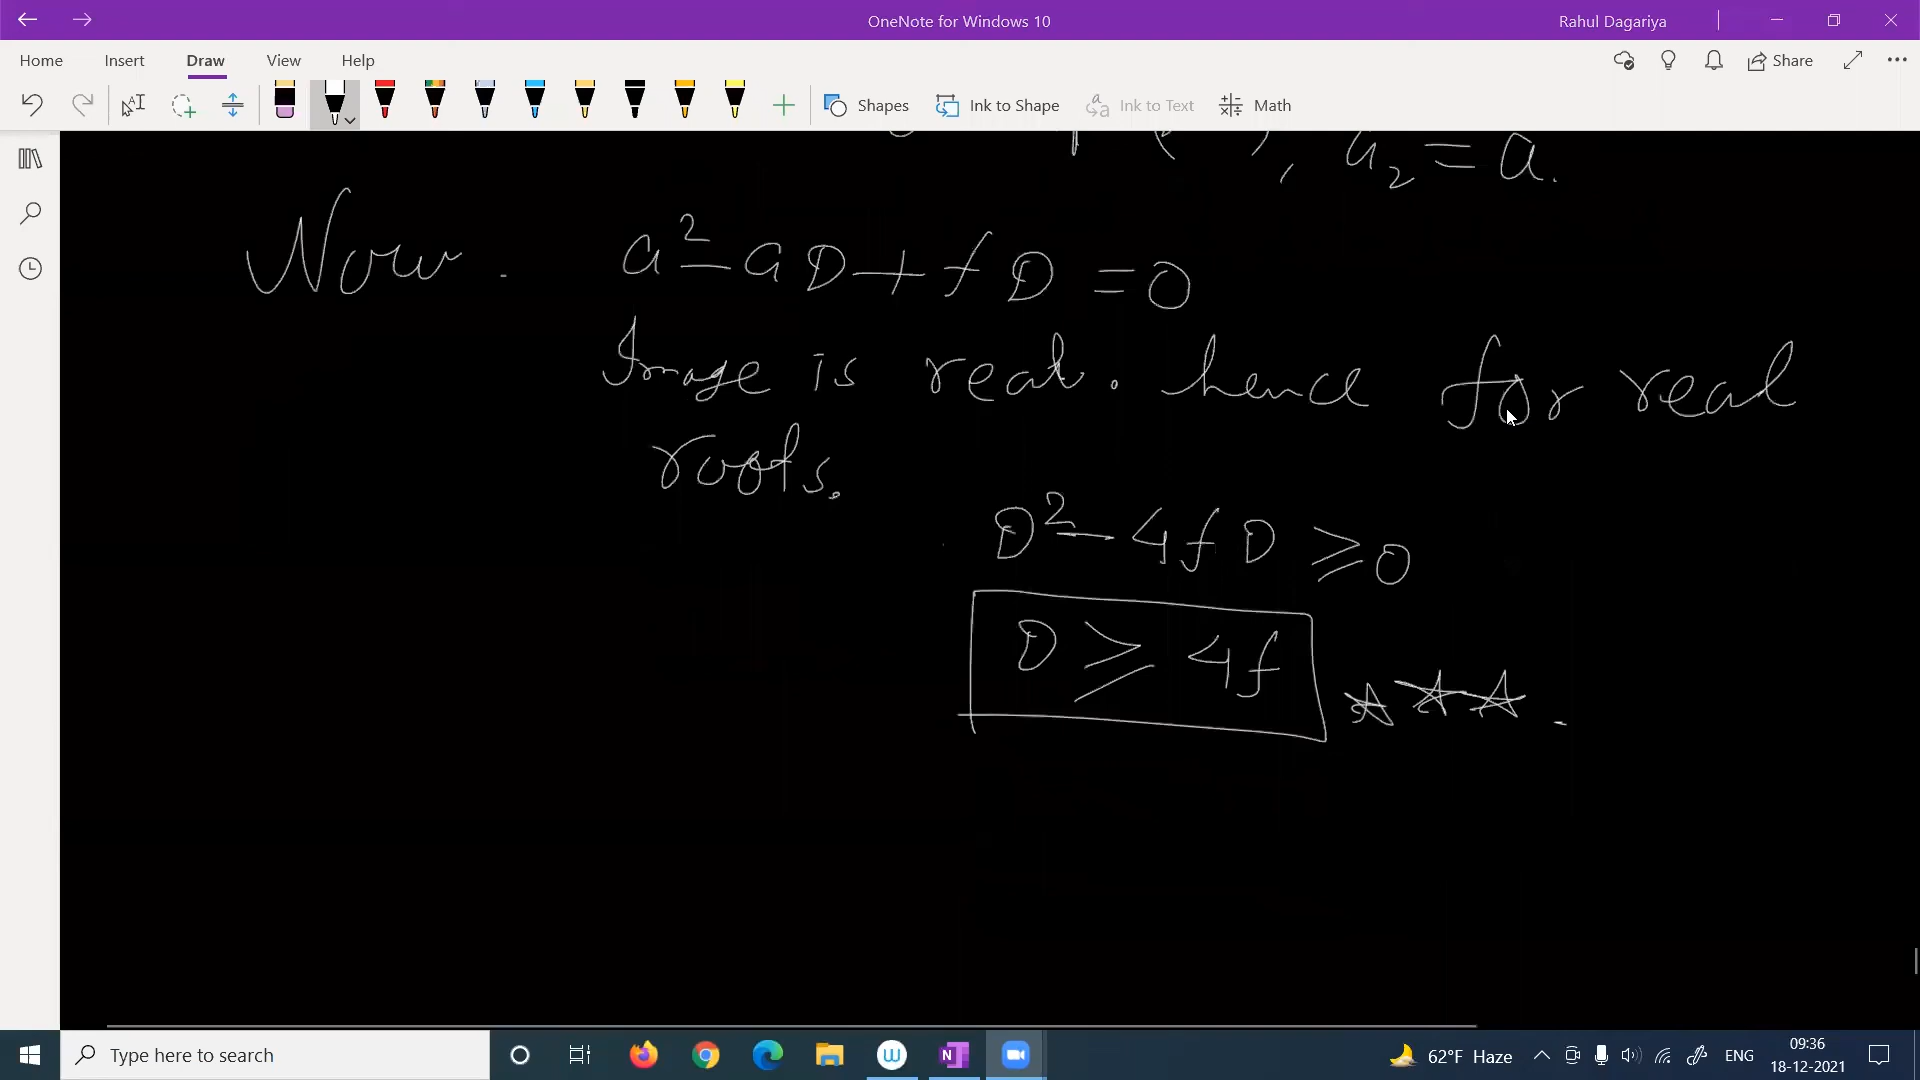 OneNote for Windows 10
Rahul Dagariya
Home Insert Draw View Help
Share
Shapes Ink to Shape Ink to Text Math
, a₂ = a.
Now. a² - aD + fD = 0
Image is real. hence for real
roots.
D² - 4fD ≥ 0
D ≥ 4f
Type here to search
62°F Haze
ENG
09:36
18-12-2021